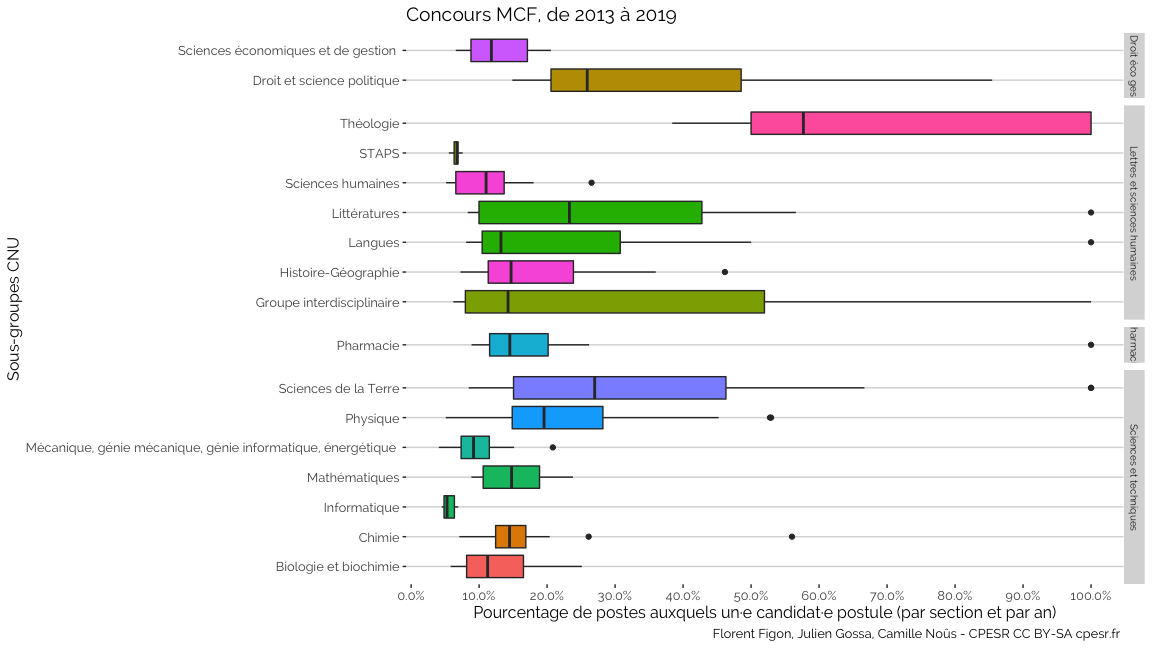 Concours MCF, de 2013 à 2019
Sous-groupes CNU
Sciences économiques et de gestion
Droit et science politique
Droit éco ges
Théologie
STAPS
Sciences humaines
Littératures
Langues
Histoire-Géographie
Groupe interdisciplinaire
Lettres et sciences humaines
Pharmacie
harmac
Sciences de la Terre
Physique
Mécanique, génie mécanique, génie informatique, énergétique
Mathématiques
Informatique
Chimie
Biologie et biochimie
Sciences et techniques
0.0% 10.0% 20.0% 30.0% 40.0% 50.0% 60.0% 70.0% 80.0% 90.0% 100.0%
Pourcentage de postes auxquels un·e candidat·e postule (par section et par an)
Florent Figon, Julien Gossa, Camille Noûs - CPESR CC BY-SA cpesr.fr